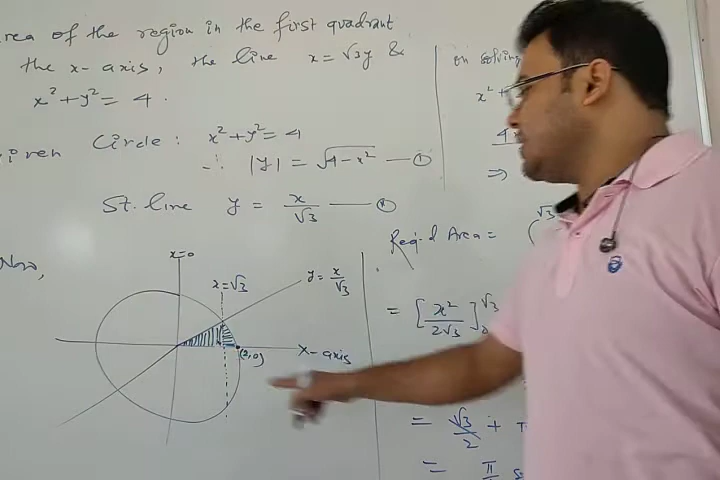 area of the region in the first quadrant
the x-axis, the line x = √3y &
x² + y² = 4.
Circle : x² + y² = 4
∴ |y| = √4 - x² — ①
St. line y = x/√3 —
Now,
x=0
x=√3
y = x/√3
(2,0)
X-axis
on solving
x² +
⇒
Req·d Area =
√3
= [x²/2√3]
√3
= √3/2 +
= π